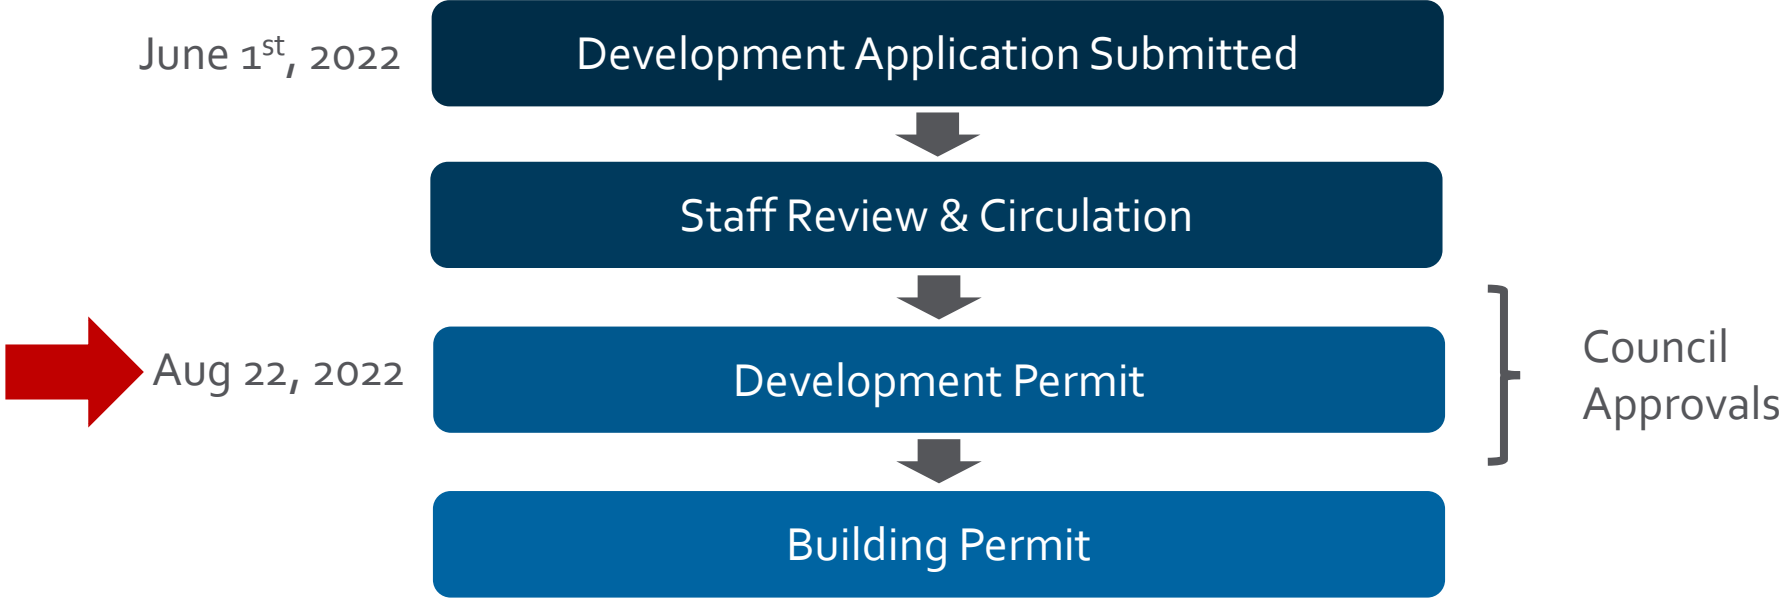 June 1st, 2022
Development Application Submitted
Staff Review & Circulation
Aug 22, 2022
Development Permit
Council
Approvals
Building Permit